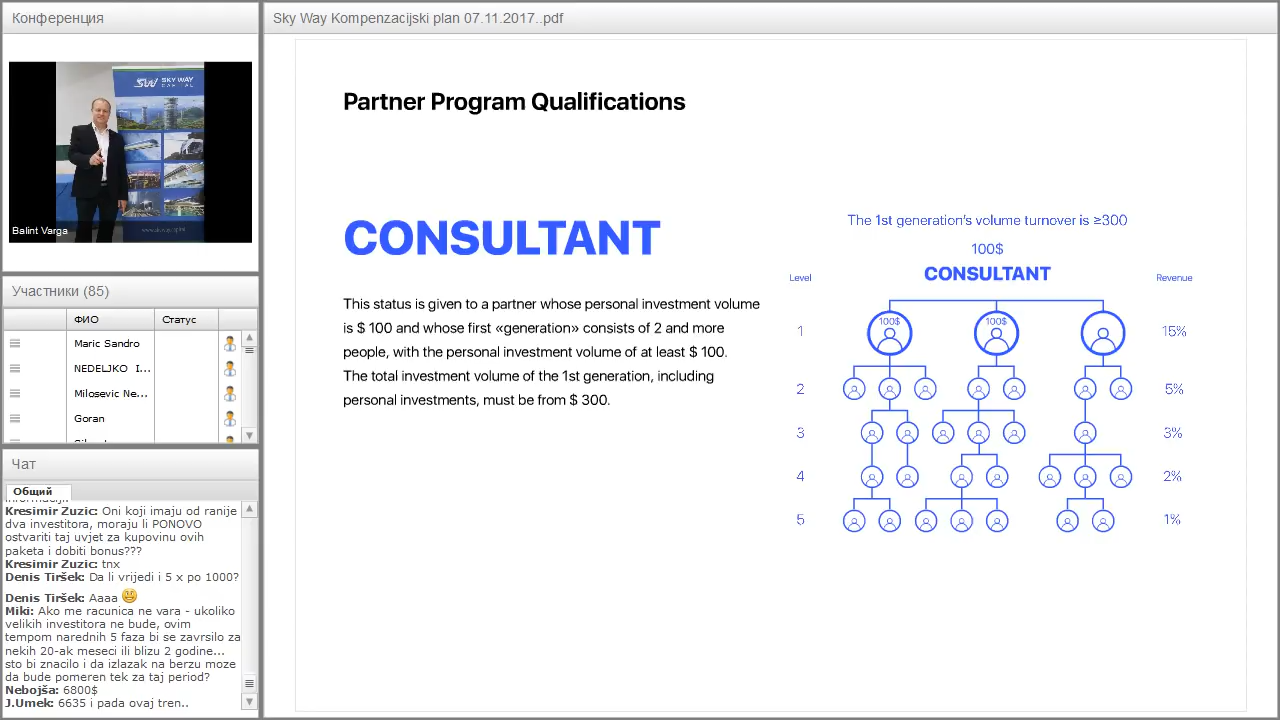 Конференция
SKY WAY
CAPITAL
Balint Varga
Участники (85)
ФИО
Статус
Maric Sandro
NEDELJKO I...
Milosevic Ne...
Goran
Чат
Общий
Kresimir Zuzic: Oni koji imaju od ranije
dva investitora, moraju li PONOVO
ostvariti taj uvjet za kupovinu ovih
paketa i dobiti bonus???
Kresimir Zuzic: tnx
Denis Tiršek: Da li vrijedi i 5 x po 1000?
Denis Tiršek: Aaaa
Miki: Ako me racunica ne vara - ukoliko
velikih investitora ne bude, ovim
tempom narednih 5 faza bi se zavrsilo za
nekih 20-ak meseci ili blizu 2 godine...
sto bi znacilo i da izlazak na berzu moze
da bude pomeren tek za taj period?
Nebojša: 6800$
J.Umek: 6635 i pada ovaj tren..
Sky Way Kompenzacijski plan 07.11.2017..pdf
Partner Program Qualifications
CONSULTANT
This status is given to a partner whose personal investment volume
is $ 100 and whose first «generation» consists of 2 and more
people, with the personal investment volume of at least $ 100.
The total investment volume of the 1st generation, including
personal investments, must be from $ 300.
The 1st generation's volume turnover is ≥300
100$
Level
CONSULTANT
Revenue
1
100$
100$
15%
2
5%
3
3%
4
2%
5
1%